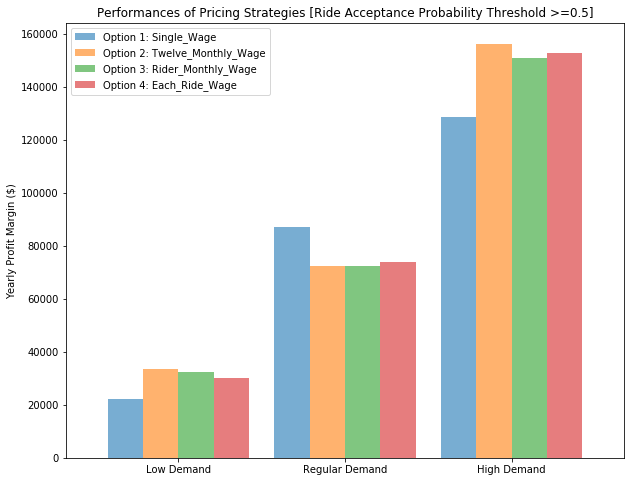 Performances of Pricing Strategies [Ride Acceptance Probability Threshold >=0.5]
Option 1: Single_Wage
Option 2: Twelve_Monthly_Wage
Option 3: Rider_Monthly_Wage
Option 4: Each_Ride_Wage
Yearly Profit Margin ($)
160000
140000
120000
100000
80000
60000
40000
20000
0
Low Demand
Regular Demand
High Demand